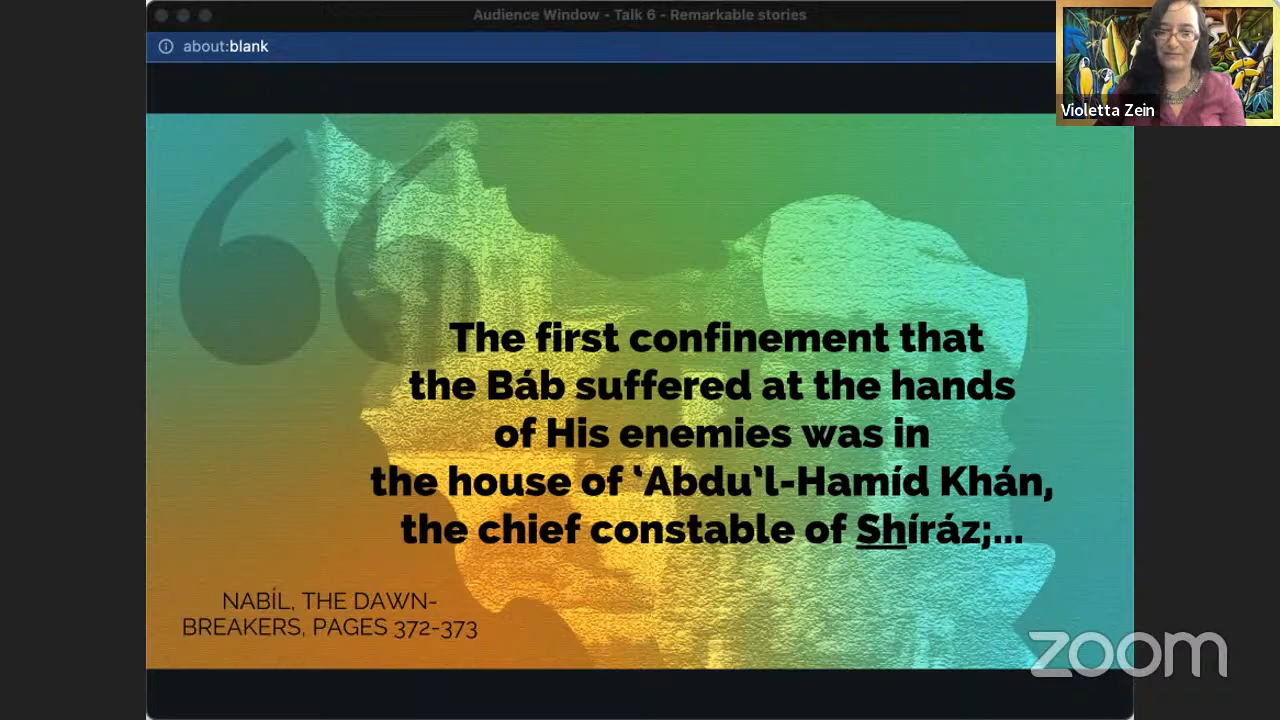 Audience Window - Talk 6 - Remarkable stories
about:blank
Violetta Zein
The first confinement that
the Báb suffered at the hands
of His enemies was in
the house of ‛Abdu’l-Hamíd Khán,
the chief constable of Shíráz;...
NABÍL, THE DAWN-
BREAKERS, PAGES 372-373
zoom